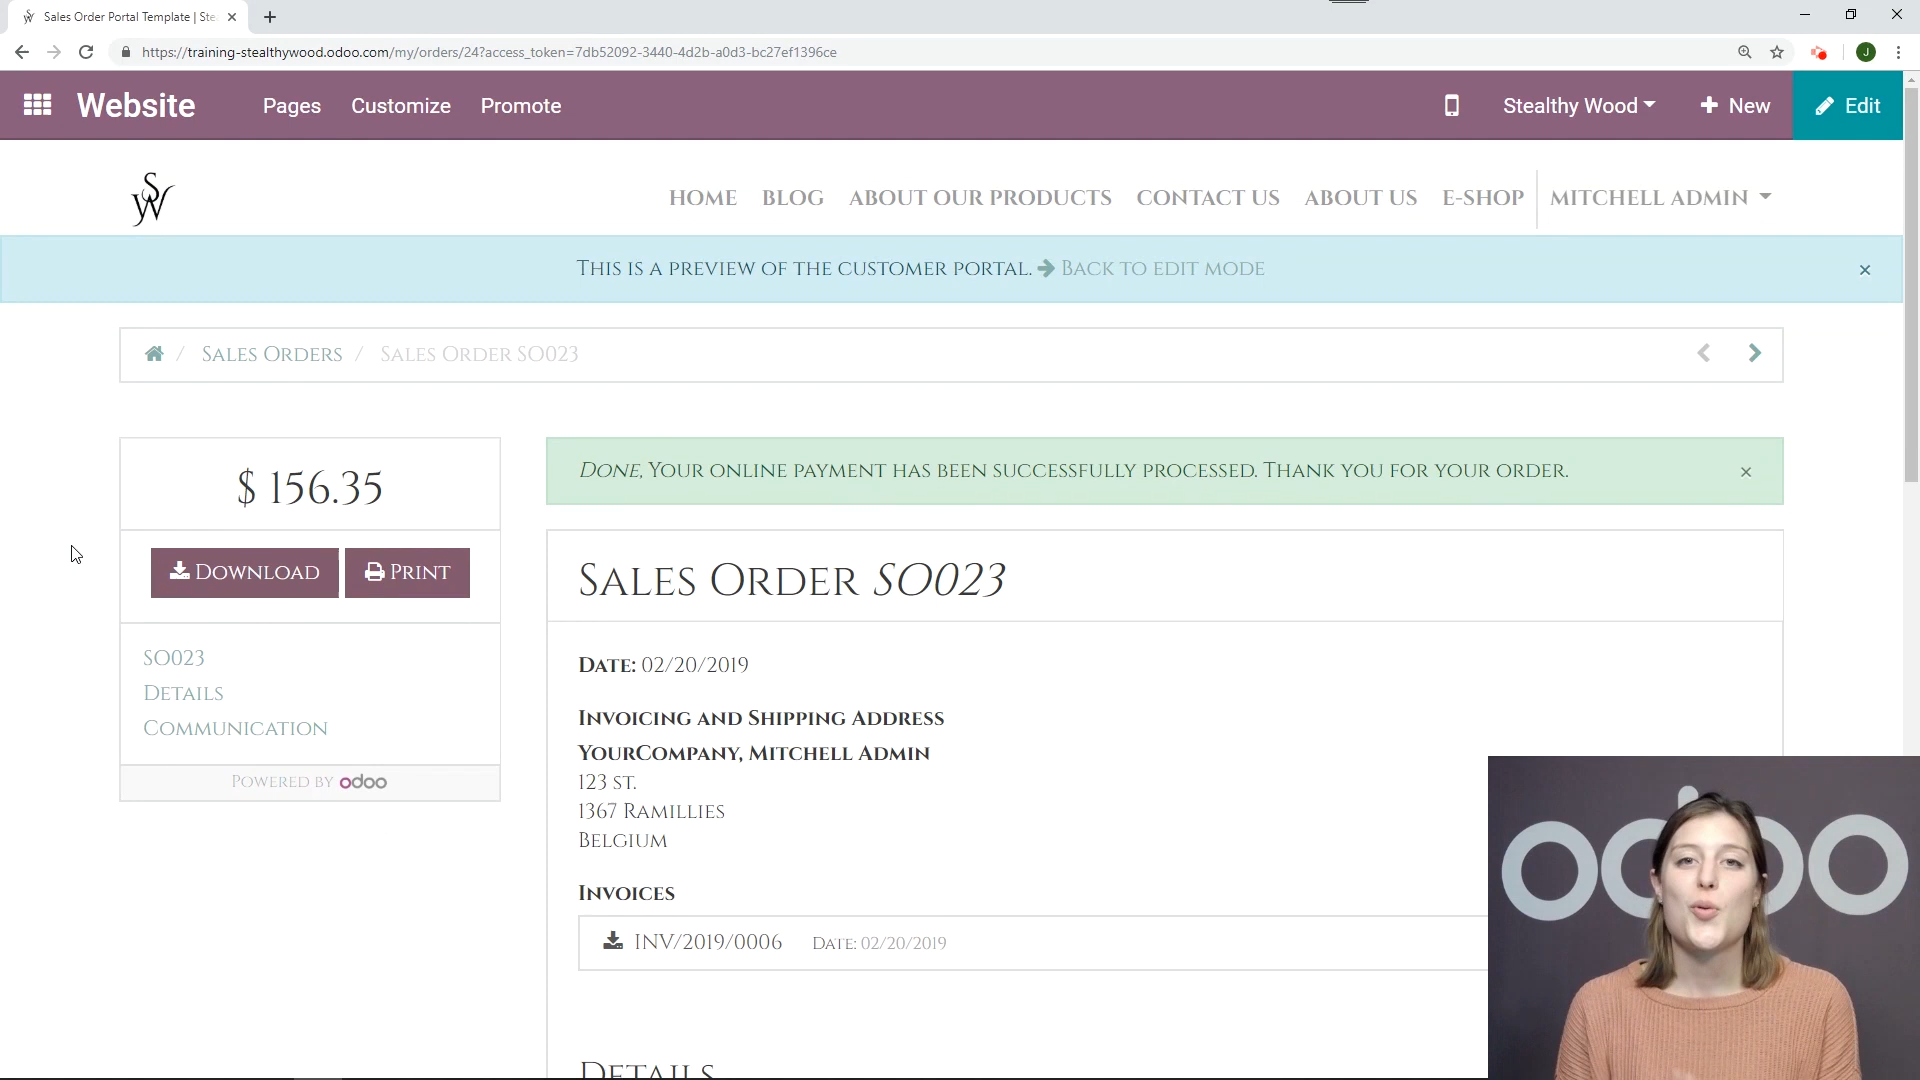 Sales Order Portal Template | Ste
https://training-stealthywood.odoo.com/my/orders/24?access_token=7db52092-3440-4d2b-a0d3-bc27ef1396ce
J
Website Pages Customize Promote Stealthy Wood New Edit
SW
HOME BLOG ABOUT OUR PRODUCTS CONTACT US ABOUT US E-SHOP MITCHELL ADMIN
This is a preview of the customer portal. Back to edit mode
/ Sales Orders / Sales Order SO023
$ 156.35
Download Print
SO023
Details
Communication
Powered by odoo
Done, Your online payment has been successfully processed. Thank you for your order.
Sales Order SO023
Date: 02/20/2019
Invoicing and Shipping Address
YourCompany, Mitchell Admin
123 st.
1367 Ramillies
Belgium
Invoices
INV/2019/0006 Date: 02/20/2019
Details
odoo